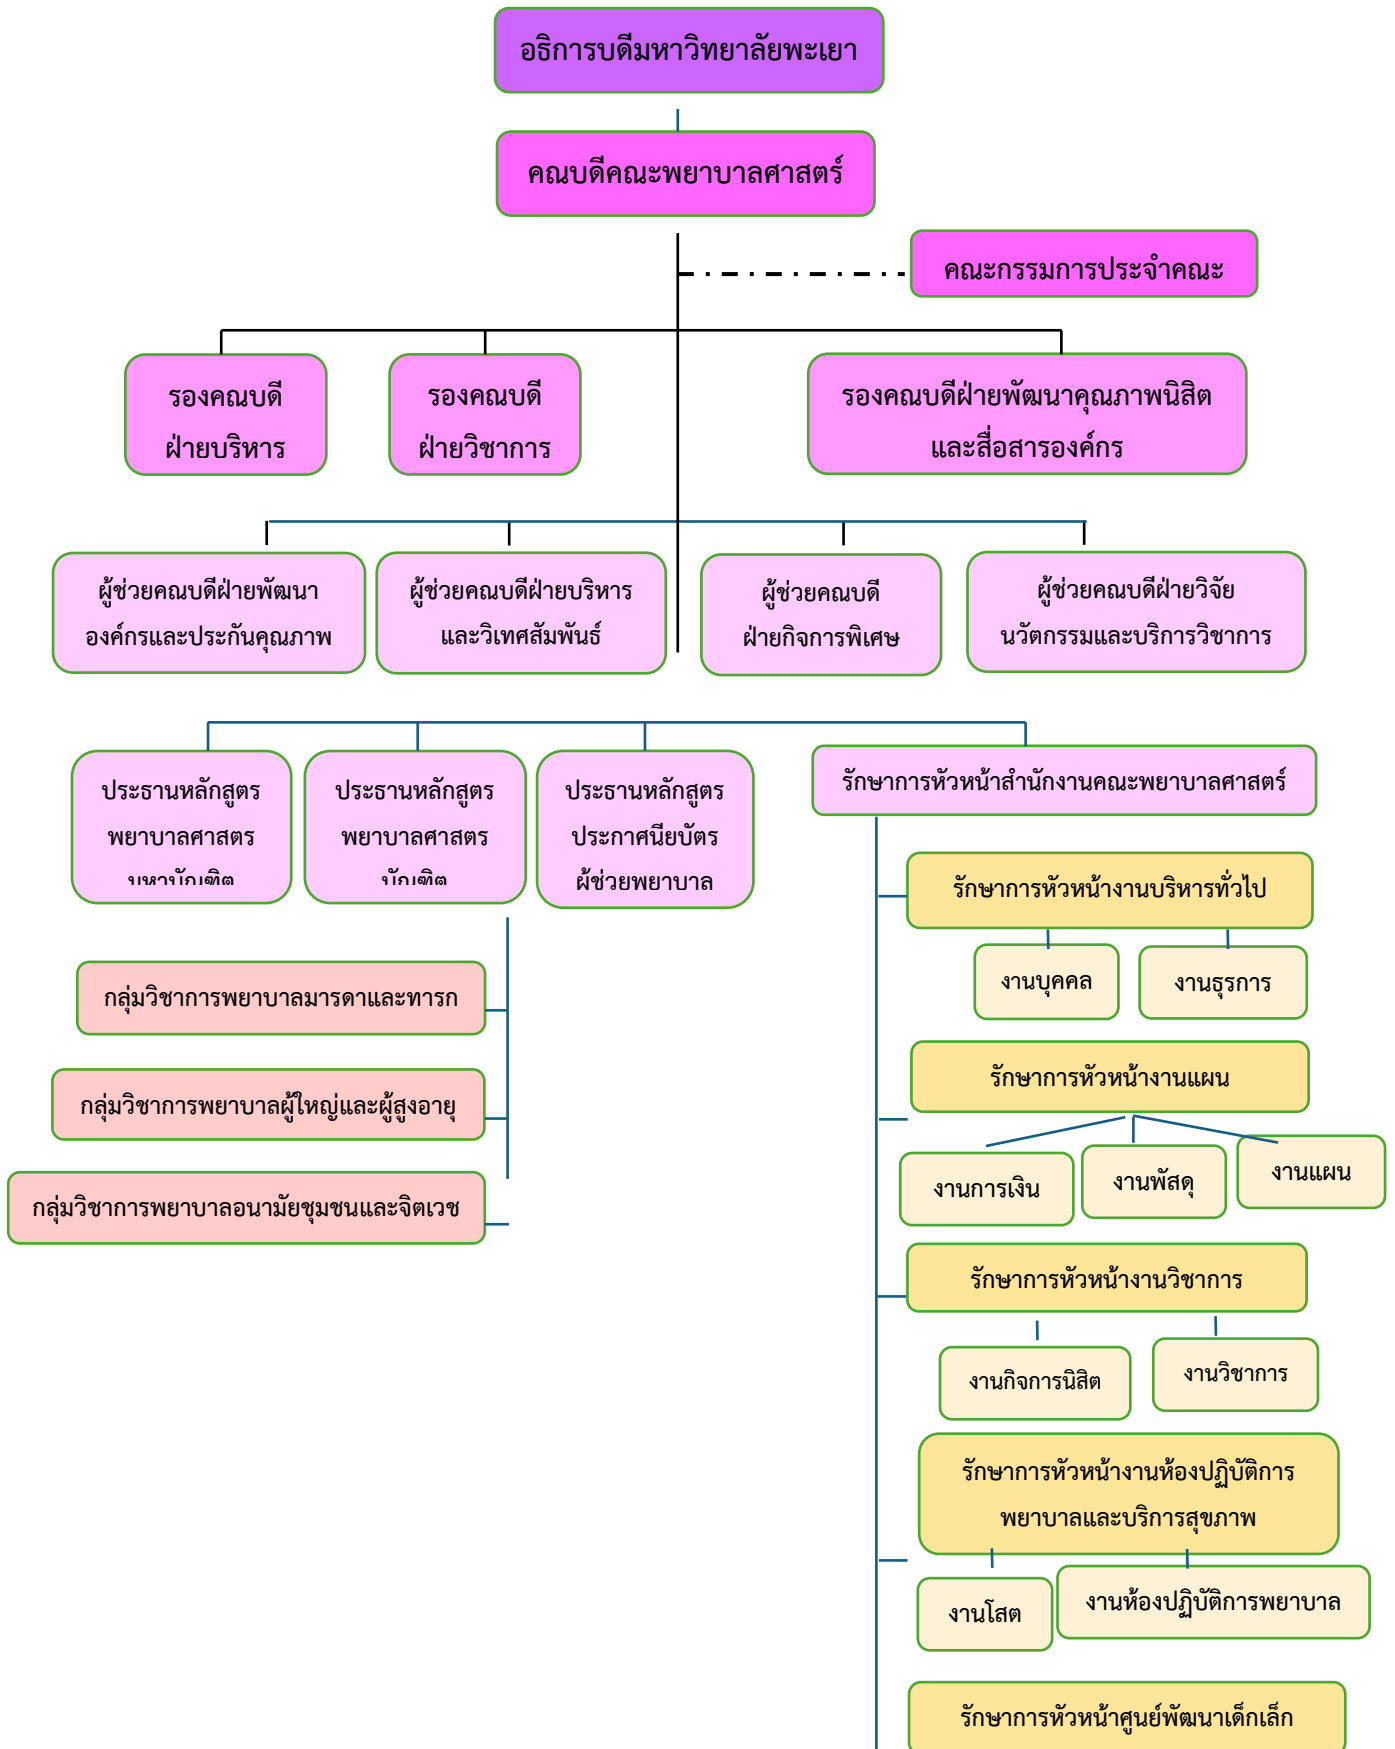 อธิการบดีมหาวิทยาลัยพะเยา
คณบดีคณะพยาบาลศาสตร์
คณะกรรมการประจำคณะ
รองคณบดี
ฝ่ายบริหาร
รองคณบดี
ฝ่ายวิชาการ
รองคณบดีฝ่ายพัฒนาคุณภาพนิสิต
และสื่อสารองค์กร
ผู้ช่วยคณบดีฝ่ายพัฒนา
องค์กรและประกันคุณภาพ
ผู้ช่วยคณบดีฝ่ายบริหาร
และวิเทศสัมพันธ์
ผู้ช่วยคณบดี
ฝ่ายกิจการพิเศษ
ผู้ช่วยคณบดีฝ่ายวิจัย
นวัตกรรมและบริการวิชาการ
ประธานหลักสูตร
พยาบาลศาสตร
มหาบัณฑิต
ประธานหลักสูตร
พยาบาลศาสตร
บัณฑิต
ประธานหลักสูตร
ประกาศนียบัตร
ผู้ช่วยพยาบาล
รักษาการหัวหน้าสำนักงานคณะพยาบาลศาสตร์
กลุ่มวิชาการพยาบาลมารดาและทารก
กลุ่มวิชาการพยาบาลผู้ใหญ่และผู้สูงอายุ
กลุ่มวิชาการพยาบาลอนามัยชุมชนและจิตเวช
รักษาการหัวหน้างานบริหารทั่วไป
งานบุคคล
งานธุรการ
รักษาการหัวหน้างานแผน
งานการเงิน
งานพัสดุ
งานแผน
รักษาการหัวหน้างานวิชาการ
งานกิจการนิสิต
งานวิชาการ
รักษาการหัวหน้างานห้องปฏิบัติการ
พยาบาลและบริการสุขภาพ
งานโสต
งานห้องปฏิบัติการพยาบาล
รักษาการหัวหน้าศูนย์พัฒนาเด็กเล็ก